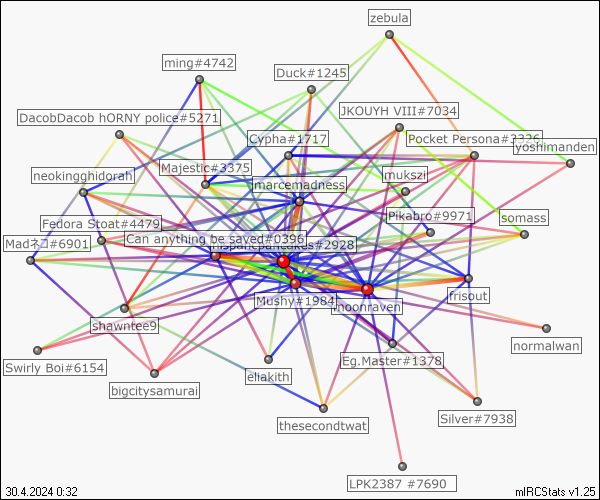 zebula
ming#4742
Duck#1245
JKOUYH VIII#7034
DacobDacob hORNY police#5271
Cypha#1717
Pocket Persona#3326
yoshimanden
Majestic#3375
neokingghidorah
marcemadness
mukszi
Pikabro#9971
somass
Fedora Stoat#4479
Madネコ#6901
Can anything be saved#0396
#2928
frisout
Mushy#1984
moonraven
shawntee9
normalwan
Eg.Master#1378
Swirly Boi#6154
eliakith
bigcitysamurai
thesecondtwat
Silver#7938
LPK2387 #7690
30.4.2024 0:32
mIRCStats v1.25